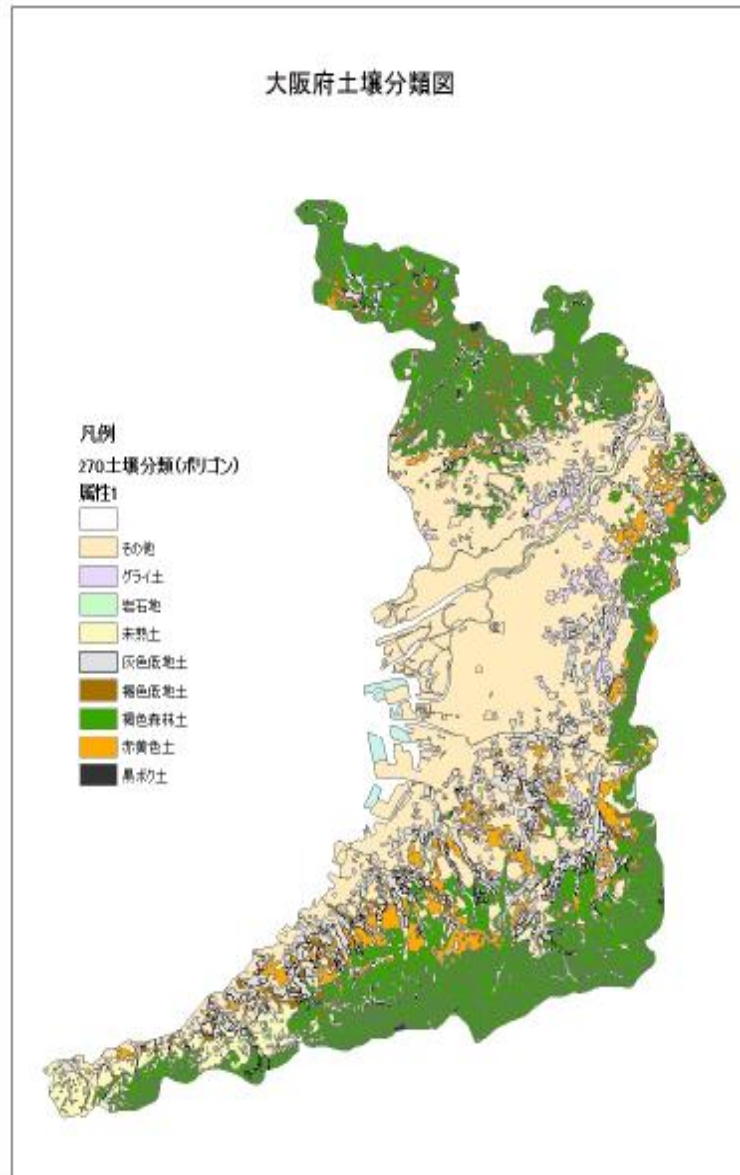 大阪府土壌分類図
凡例
270土壌分類(ポリゴン)
属性1
その他
グライ土
岩石地
未熟土
灰色低地土
褐色低地土
褐色森林土
赤黄色土
黒ボク土